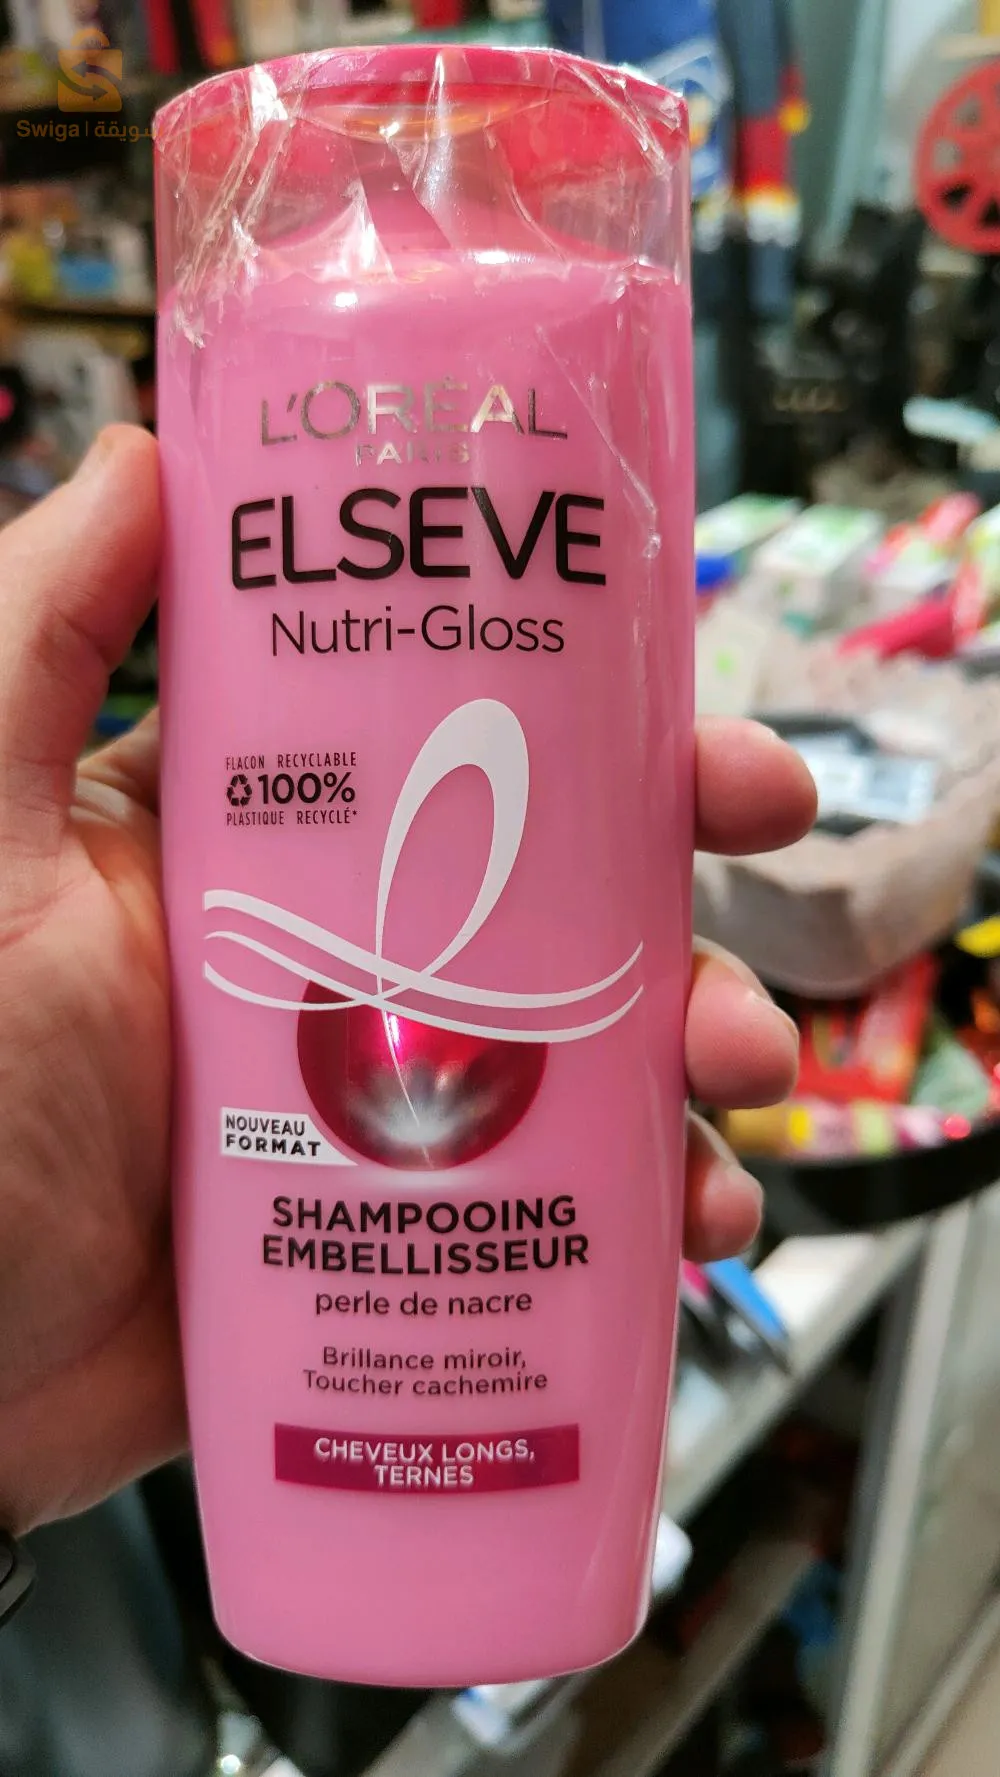 Swiga | سويقة
L'ORÉAL
PARIS
ELSEVE
Nutri-Gloss
FLACON RECYCLABLE
100%
PLASTIQUE RECYCLÉ*
NOUVEAU
FORMAT
SHAMPOOING
EMBELLISSEUR
perle de nacre
Brillance miroir,
Toucher cachemire
CHEVEUX LONGS,
TERNES